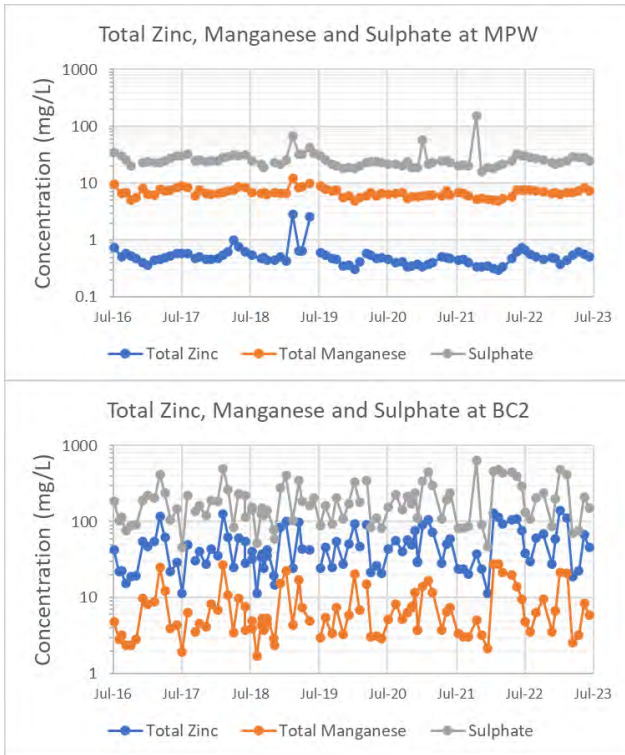 Total Zinc, Manganese and Sulphate at MPW
Concentration (mg/L)
1000
100
10
1
0.1
Jul-16 Jul-17 Jul-18 Jul-19 Jul-20 Jul-21 Jul-22 Jul-23
Total Zinc Total Manganese Sulphate
Total Zinc, Manganese and Sulphate at BC2
Concentration (mg/L)
1000
100
10
1
Jul-16 Jul-17 Jul-18 Jul-19 Jul-20 Jul-21 Jul-22 Jul-23
Total Zinc Total Manganese Sulphate